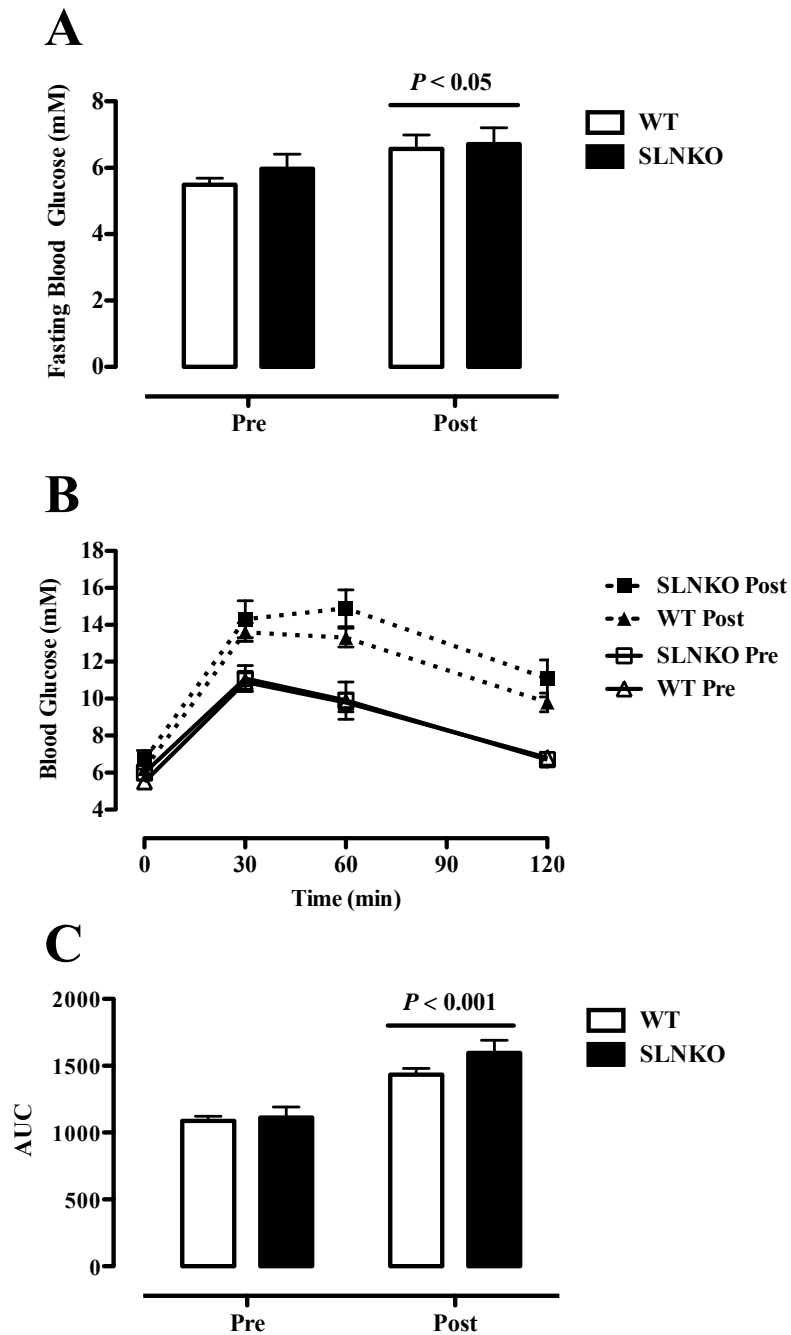 A
P < 0.05
WT
SLNKO
Fasting Blood Glucose (mM)
8
6
4
2
0
Pre Post
B
Blood Glucose (mM)
18
16
14
12
10
8
6
4
SLNKO Post
WT Post
SLNKO Pre
WT Pre
0 30 60 90 120
Time (min)
C
P < 0.001
WT
SLNKO
AUC
2000
1500
1000
500
0
Pre Post